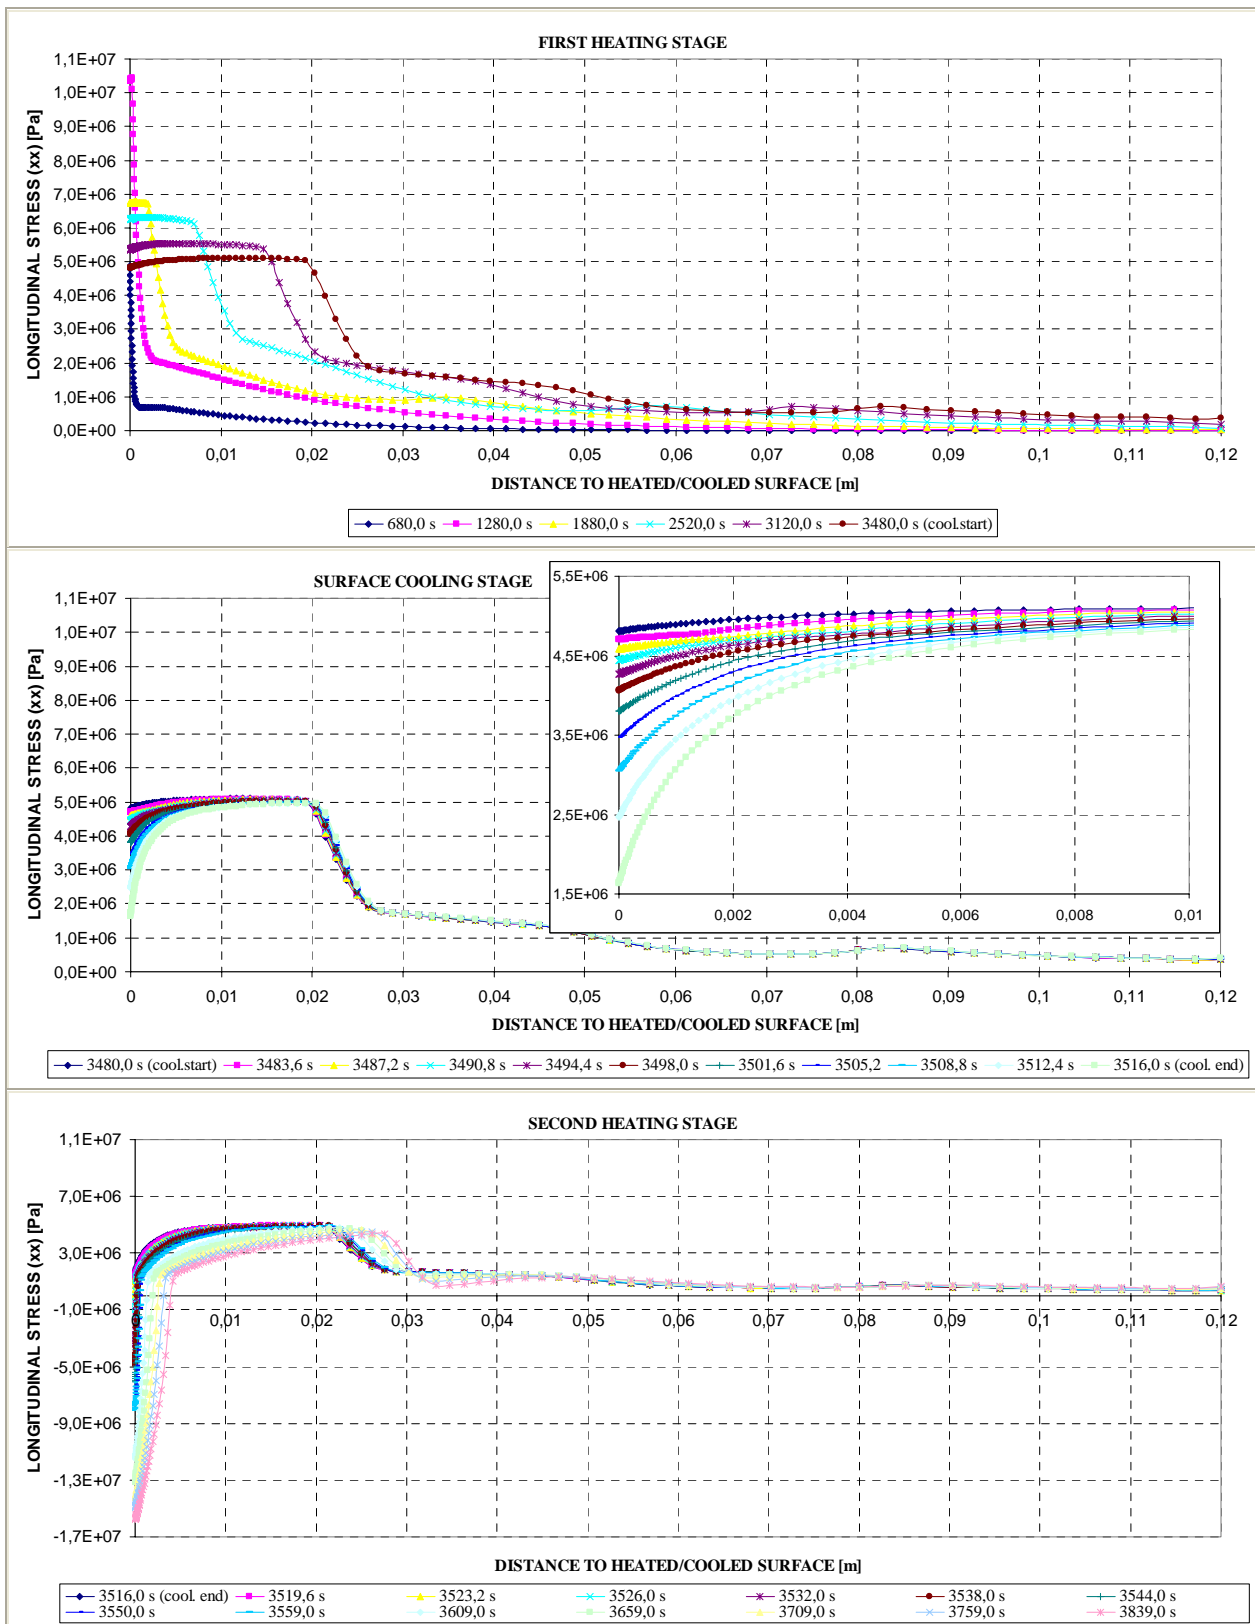 FIRST HEATING STAGE
LONGITUDINAL STRESS (xx) [Pa]
1,1E+07
1,0E+07
9,0E+06
8,0E+06
7,0E+06
6,0E+06
5,0E+06
4,0E+06
3,0E+06
2,0E+06
1,0E+06
0,0E+00
0 0,01 0,02 0,03 0,04 0,05 0,06 0,07 0,08 0,09 0,1 0,11 0,12
DISTANCE TO HEATED/COOLED SURFACE [m]
680,0 s 1280,0 s 1880,0 s 2520,0 s 3120,0 s 3480,0 s (cool.start)
SURFACE COOLING STAGE
LONGITUDINAL STRESS (xx) [Pa]
1,1E+07
1,0E+07
9,0E+06
8,0E+06
7,0E+06
6,0E+06
5,0E+06
4,0E+06
3,0E+06
2,0E+06
1,0E+06
0,0E+00
5,5E+06
4,5E+06
3,5E+06
2,5E+06
1,5E+06
0 0,002 0,004 0,006 0,008 0,01
0 0,01 0,02 0,03 0,04 0,05 0,06 0,07 0,08 0,09 0,1 0,11 0,12
DISTANCE TO HEATED/COOLED SURFACE [m]
3480,0 s (cool.start) 3483,6 s 3487,2 s 3490,8 s 3494,4 s 3498,0 s 3501,6 s 3505,2 3508,8 s 3512,4 s 3516,0 s (cool. end)
SECOND HEATING STAGE
LONGITUDINAL STRESS (xx) [Pa]
1,1E+07
7,0E+06
3,0E+06
-1,0E+06
-5,0E+06
-9,0E+06
-1,3E+07
-1,7E+07
0 0,01 0,02 0,03 0,04 0,05 0,06 0,07 0,08 0,09 0,1 0,11 0,12
DISTANCE TO HEATED/COOLED SURFACE [m]
3516,0 s (cool. end) 3519,6 s 3523,2 s 3526,0 s 3532,0 s 3538,0 s 3544,0 s
3550,0 s 3559,0 s 3609,0 s 3659,0 s 3709,0 s 3759,0 s 3839,0 s